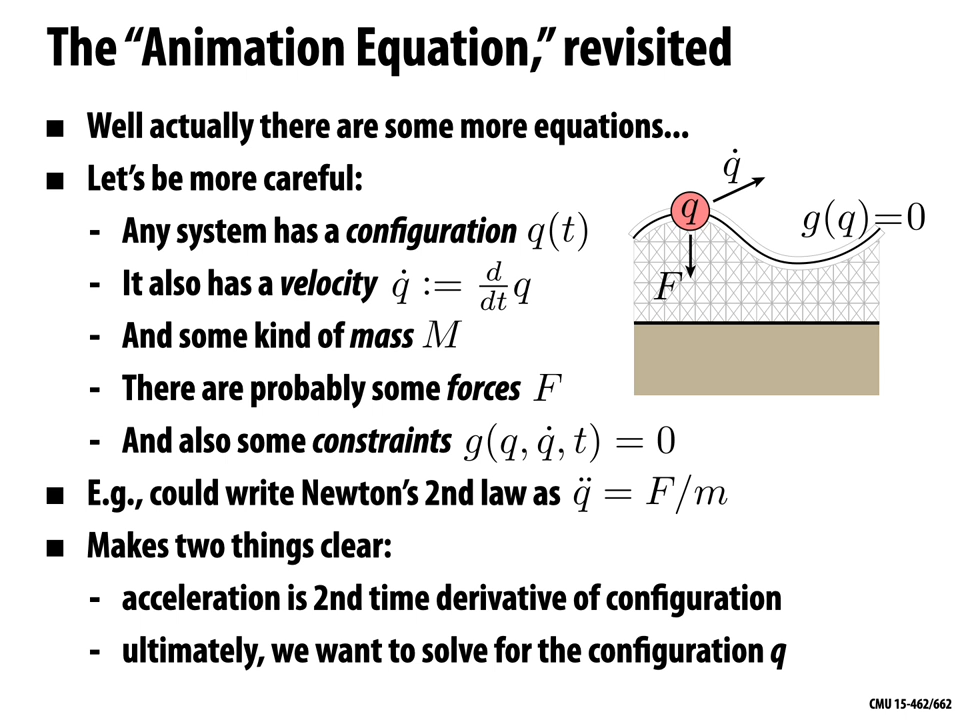 The “Animation Equation,” revisited
■ Well actually there are some more equations...
■ Let’s be more careful:
- Any system has a configuration q(t)
- It also has a velocity q̇ := d/dt q
- And some kind of mass M
- There are probably some forces F
- And also some constraints g(q, q̇, t) = 0
■ E.g., could write Newton’s 2nd law as q̈ = F/m
■ Makes two things clear:
- acceleration is 2nd time derivative of configuration
- ultimately, we want to solve for the configuration q
q̇
q
g(q)=0
F
CMU 15-462/662